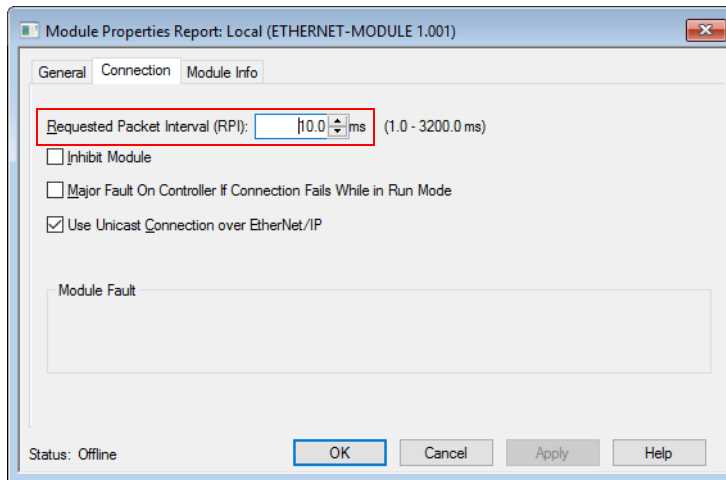 Module Properties Report: Local (ETHERNET-MODULE 1.001)
General Connection Module Info
Requested Packet Interval (RPI): 10.0 ms (1.0 - 3200.0 ms)
Inhibit Module
Major Fault On Controller If Connection Fails While in Run Mode
Use Unicast Connection over EtherNet/IP
Module Fault
Status: Offline OK Cancel Apply Help